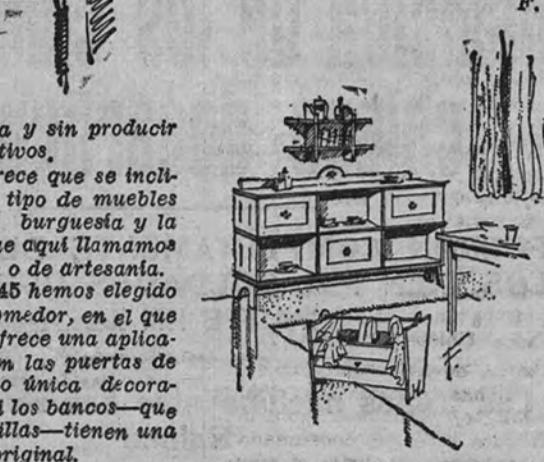 F.
a y sin producir
tivos.
rece que se incli-
tipo de muebles
burguesía y la
ue aquí llamamos
o de artesanía.
45 hemos elegido
omedor, en el que
frece una aplica-
n las puertas de
o única decora-
i los bancos—que
illas—tienen una
original.